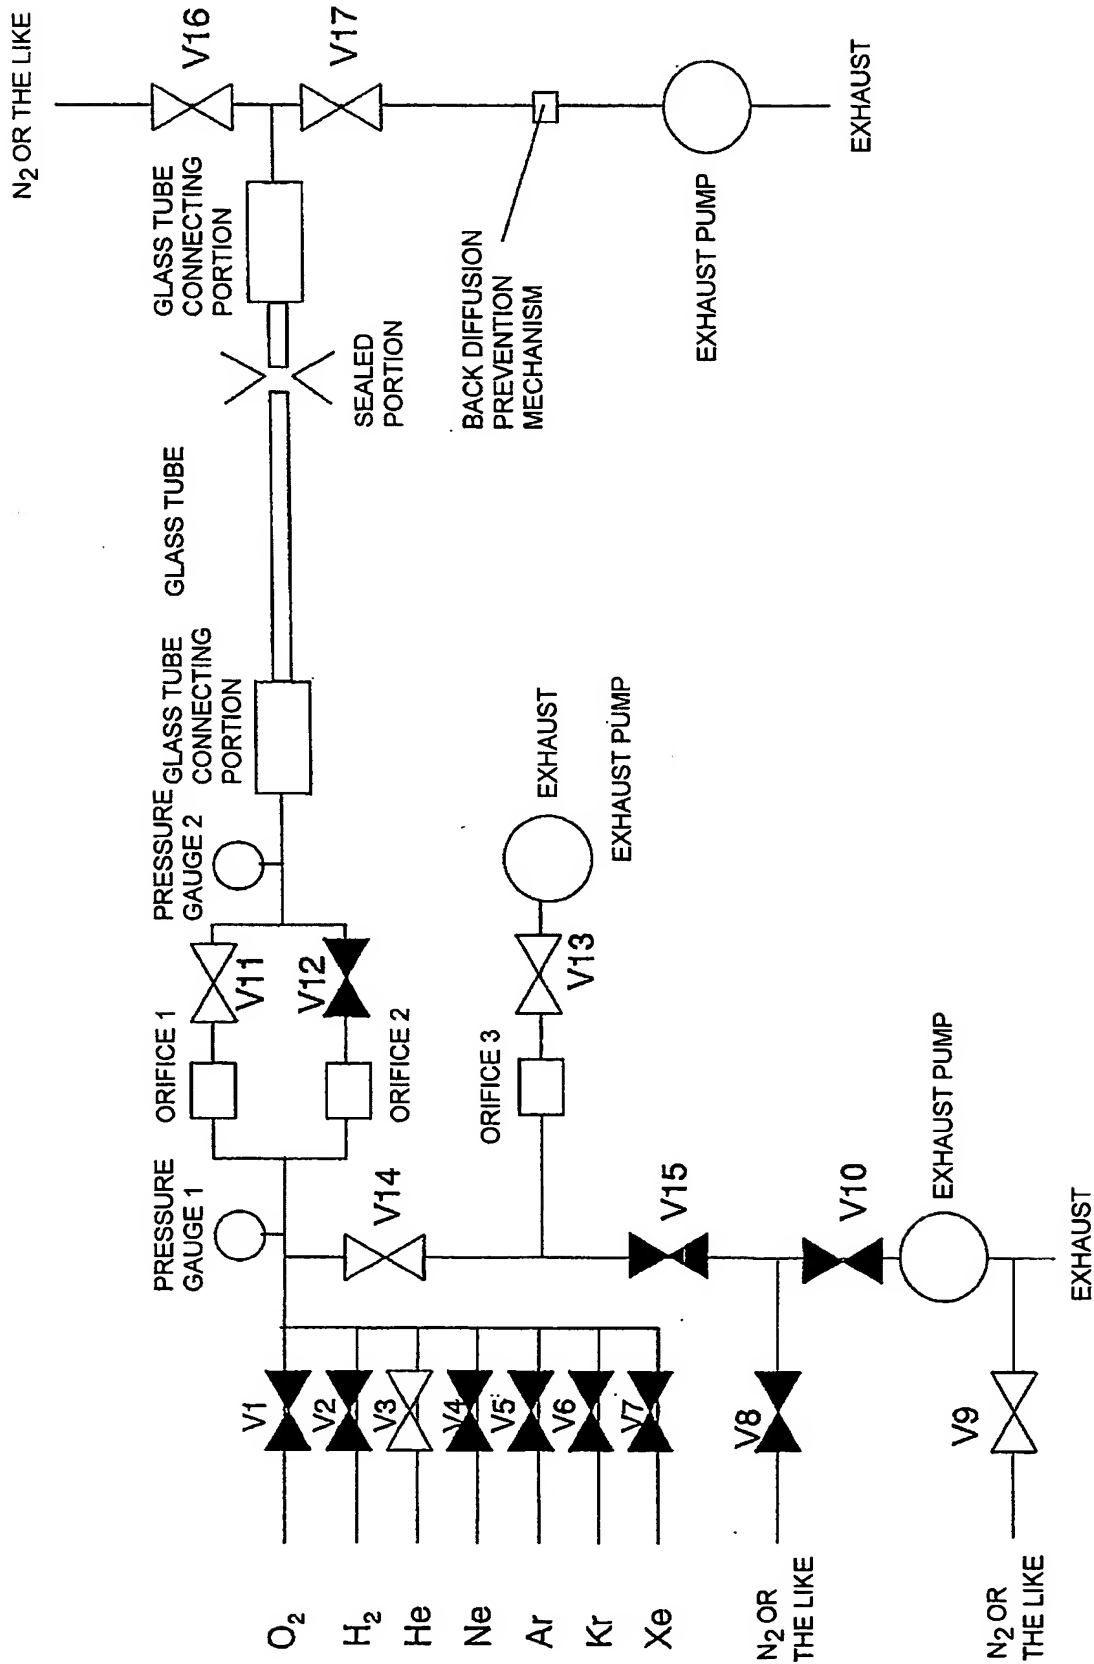 N2 OR THE LIKE
V16
V17
EXHAUST
GLASS TUBE
CONNECTING
PORTION
SEALED
PORTION
BACK DIFFUSION
PREVENTION
MECHANISM
EXHAUST PUMP
GLASS TUBE
GLASS TUBE
CONNECTING
PORTION
PRESSURE
GAUGE 2
EXHAUST
EXHAUST PUMP
V11
V12
V13
ORIFICE 1
ORIFICE 2
ORIFICE 3
PRESSURE
GAUGE 1
V14
V15
V10
EXHAUST PUMP
EXHAUST
V1
V2
V3
V4
V5
V6
V7
V8
V9
O2
H2
He
Ne
Ar
Kr
Xe
N2 OR
THE LIKE
N2 OR
THE LIKE